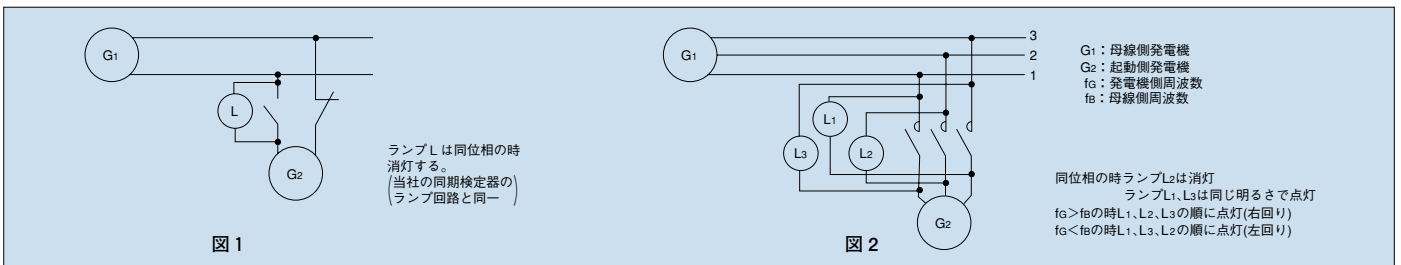 G1
L
G2
ランプLは同位相の時
消灯する。
(当社の同期検定器の
ランプ回路と同一)
図1
G1
3
2
1
L1
L3
L2
G2
図2
G1：母線側発電機
G2：起動側発電機
fG：発電機側周波数
fB：母線側周波数
同位相の時ランプL2は消灯
ランプL1、L3は同じ明るさで点灯
fG>fBの時L1、L2、L3の順に点灯(右回り)
fG<fBの時L1、L3、L2の順に点灯(左回り)